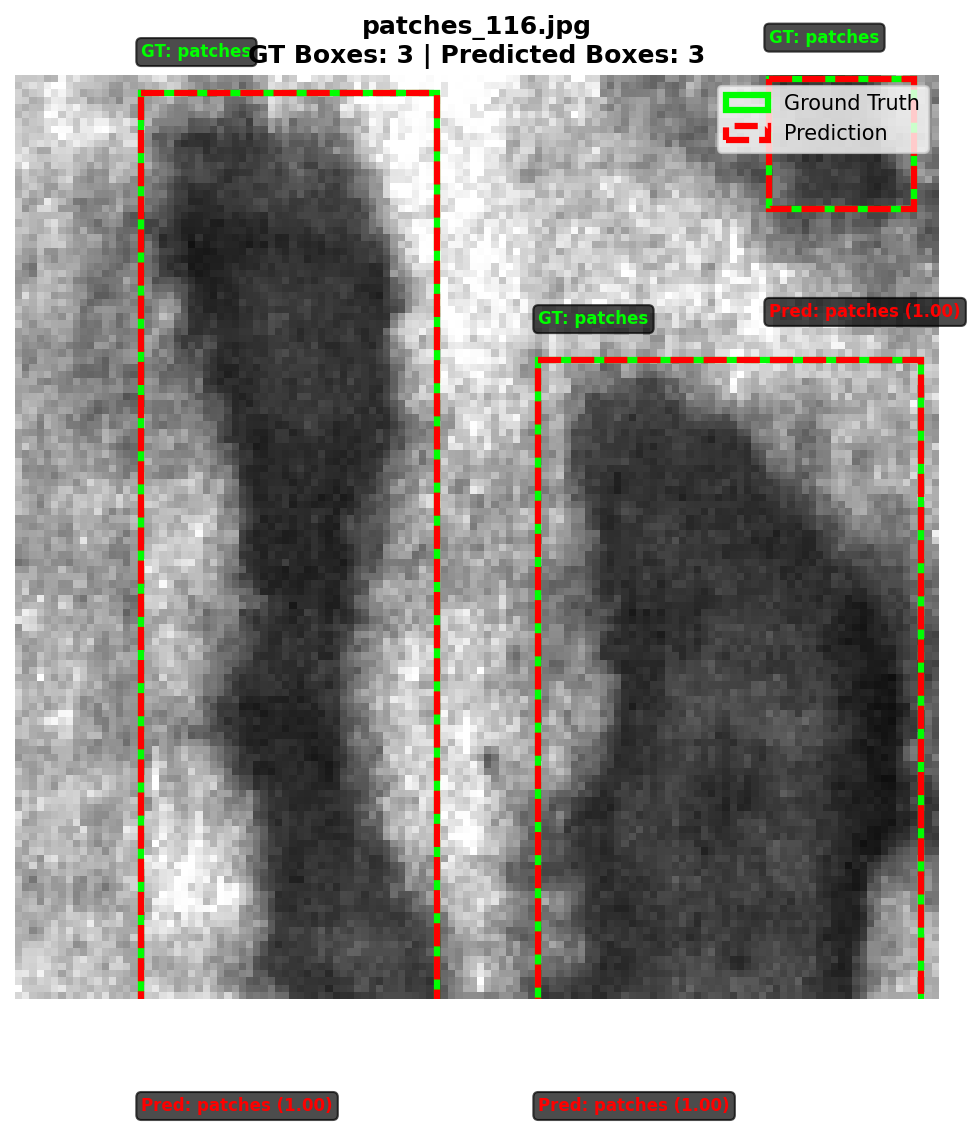 patches_116.jpg
GT Boxes: 3 | Predicted Boxes: 3
GT: patches
GT: patches
Ground Truth
Prediction
GT: patches
Pred: patches (1.00)
Pred: patches (1.00)
Pred: patches (1.00)